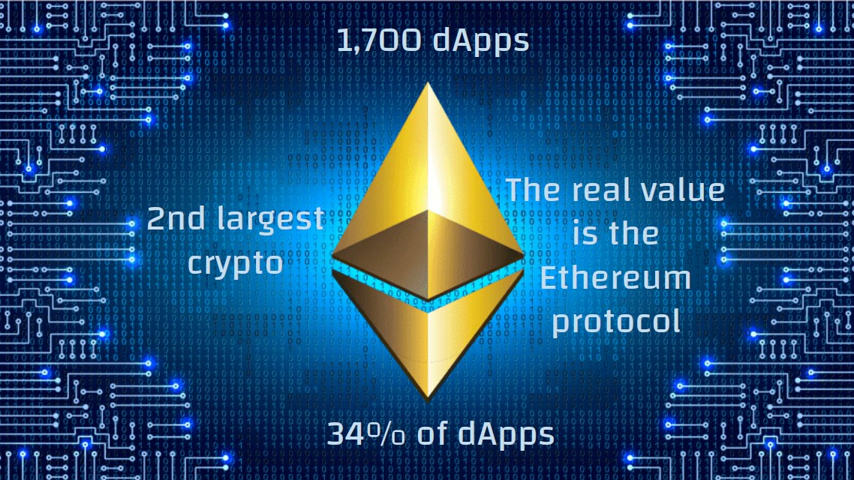 1,700 dApps
2nd largest
crypto
The real value
is the
Ethereum
protocol
34% of dApps